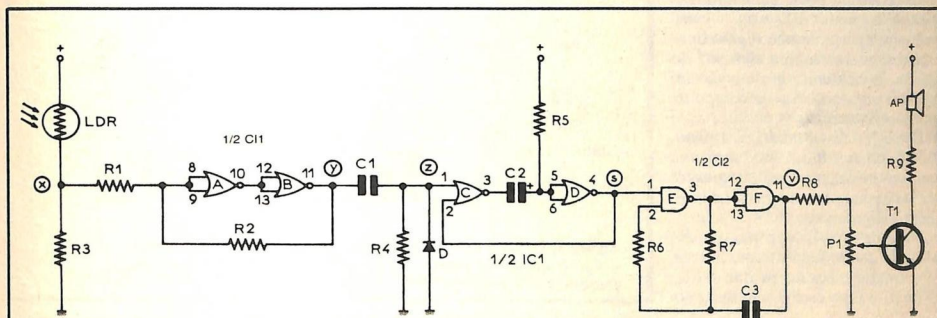 +
LDR
x
R3
R1
1/2 CI1
8
9
A
10
12
13
B
11
y
R2
C1
R4
z
D
1
2
C
3
C2
+
+
R5
5
6
D
4
s
1/2 IC1
1/2 CI2
1
2
E
3
R6
R7
12
13
F
11
v
C3
R8
P1
+
AP
R9
T1